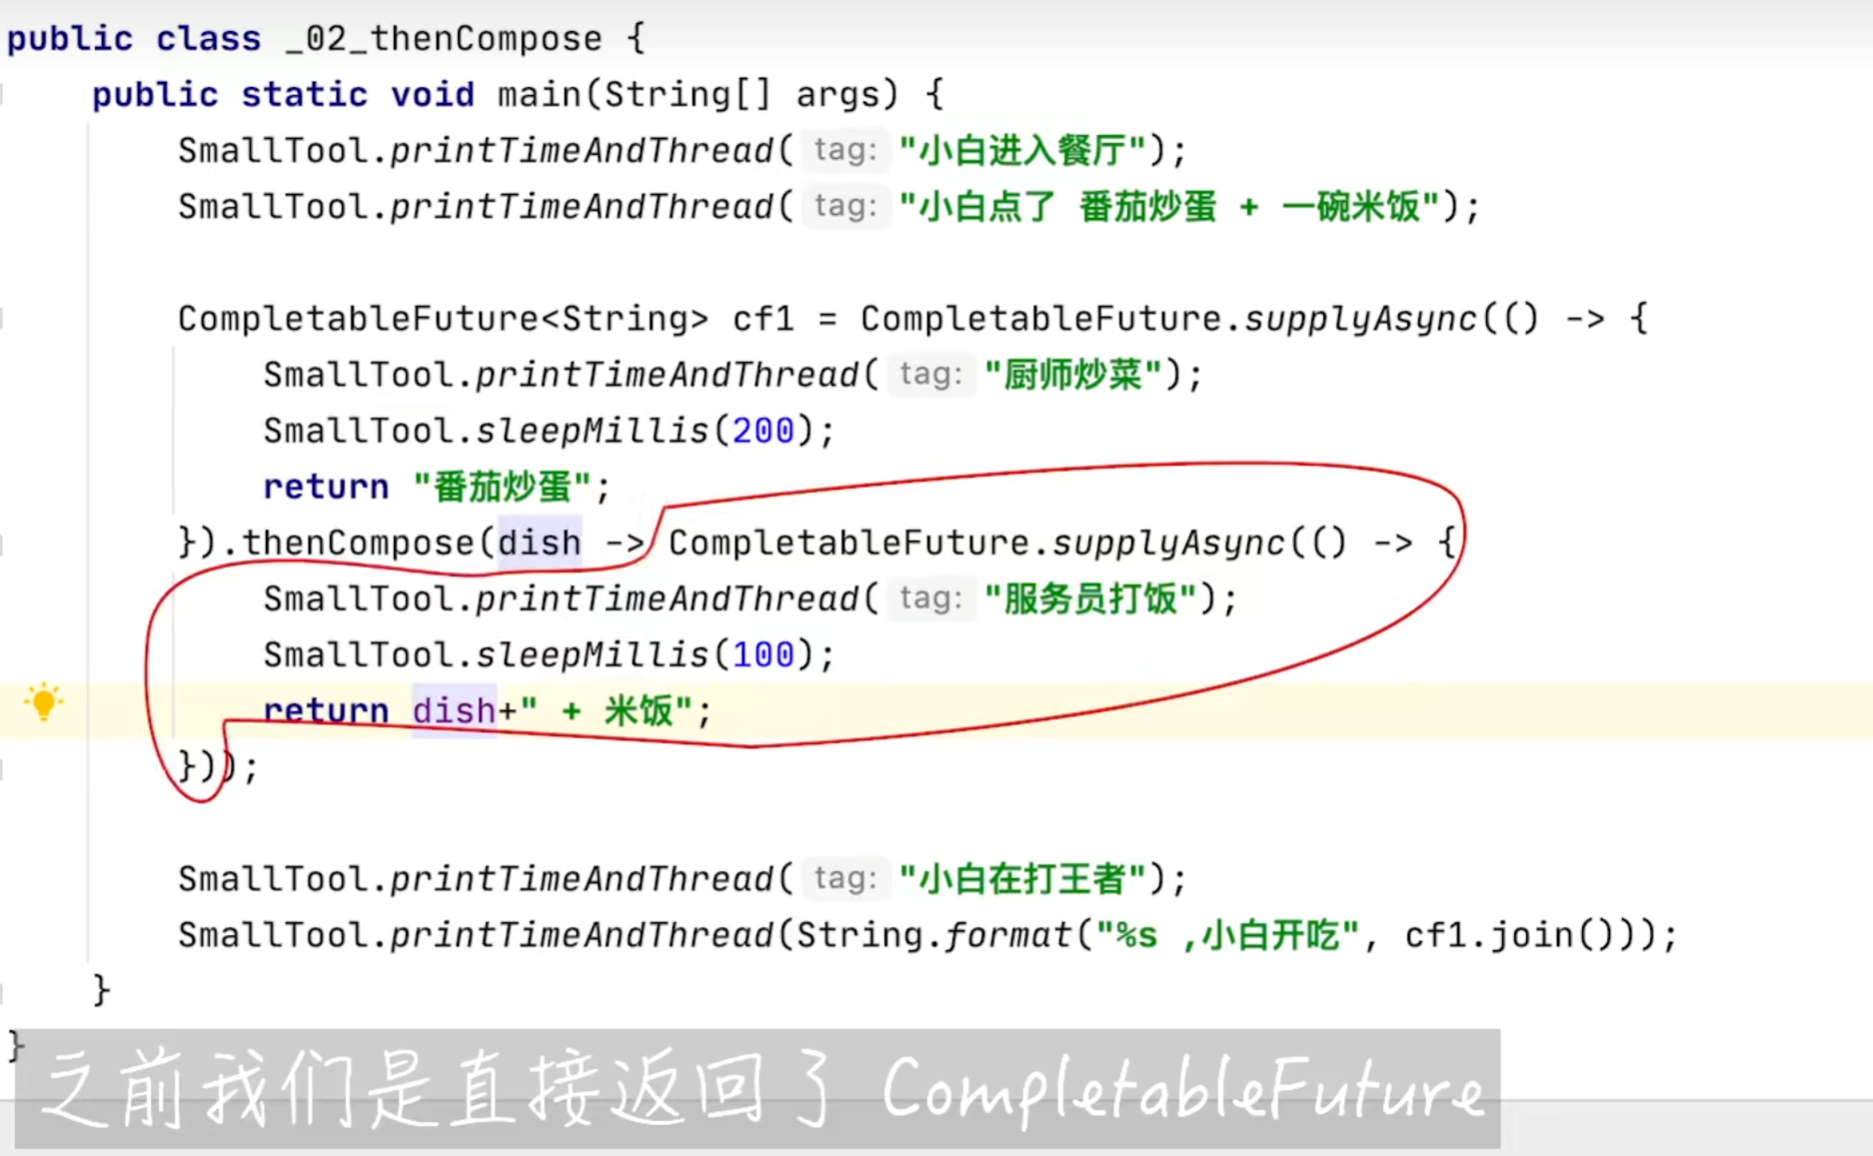 public class _02_thenCompose {
public static void main(String[] args) {
SmallTool.printTimeAndThread( tag: "小白进入餐厅");
SmallTool.printTimeAndThread( tag: "小白点了 番茄炒蛋 + 一碗米饭");
CompletableFuture<String> cf1 = CompletableFuture.supplyAsync(() -> {
SmallTool.printTimeAndThread( tag: "厨师炒菜");
SmallTool.sleepMillis(200);
return "番茄炒蛋";
}).thenCompose(dish -> CompletableFuture.supplyAsync(() -> {
SmallTool.printTimeAndThread( tag: "服务员打饭");
SmallTool.sleepMillis(100);
return dish+" + 米饭";
}));
SmallTool.printTimeAndThread( tag: "小白在打王者");
SmallTool.printTimeAndThread(String.format("%s ,小白开吃", cf1.join()));
}
}
之前我们是直接返回了 CompletableFuture